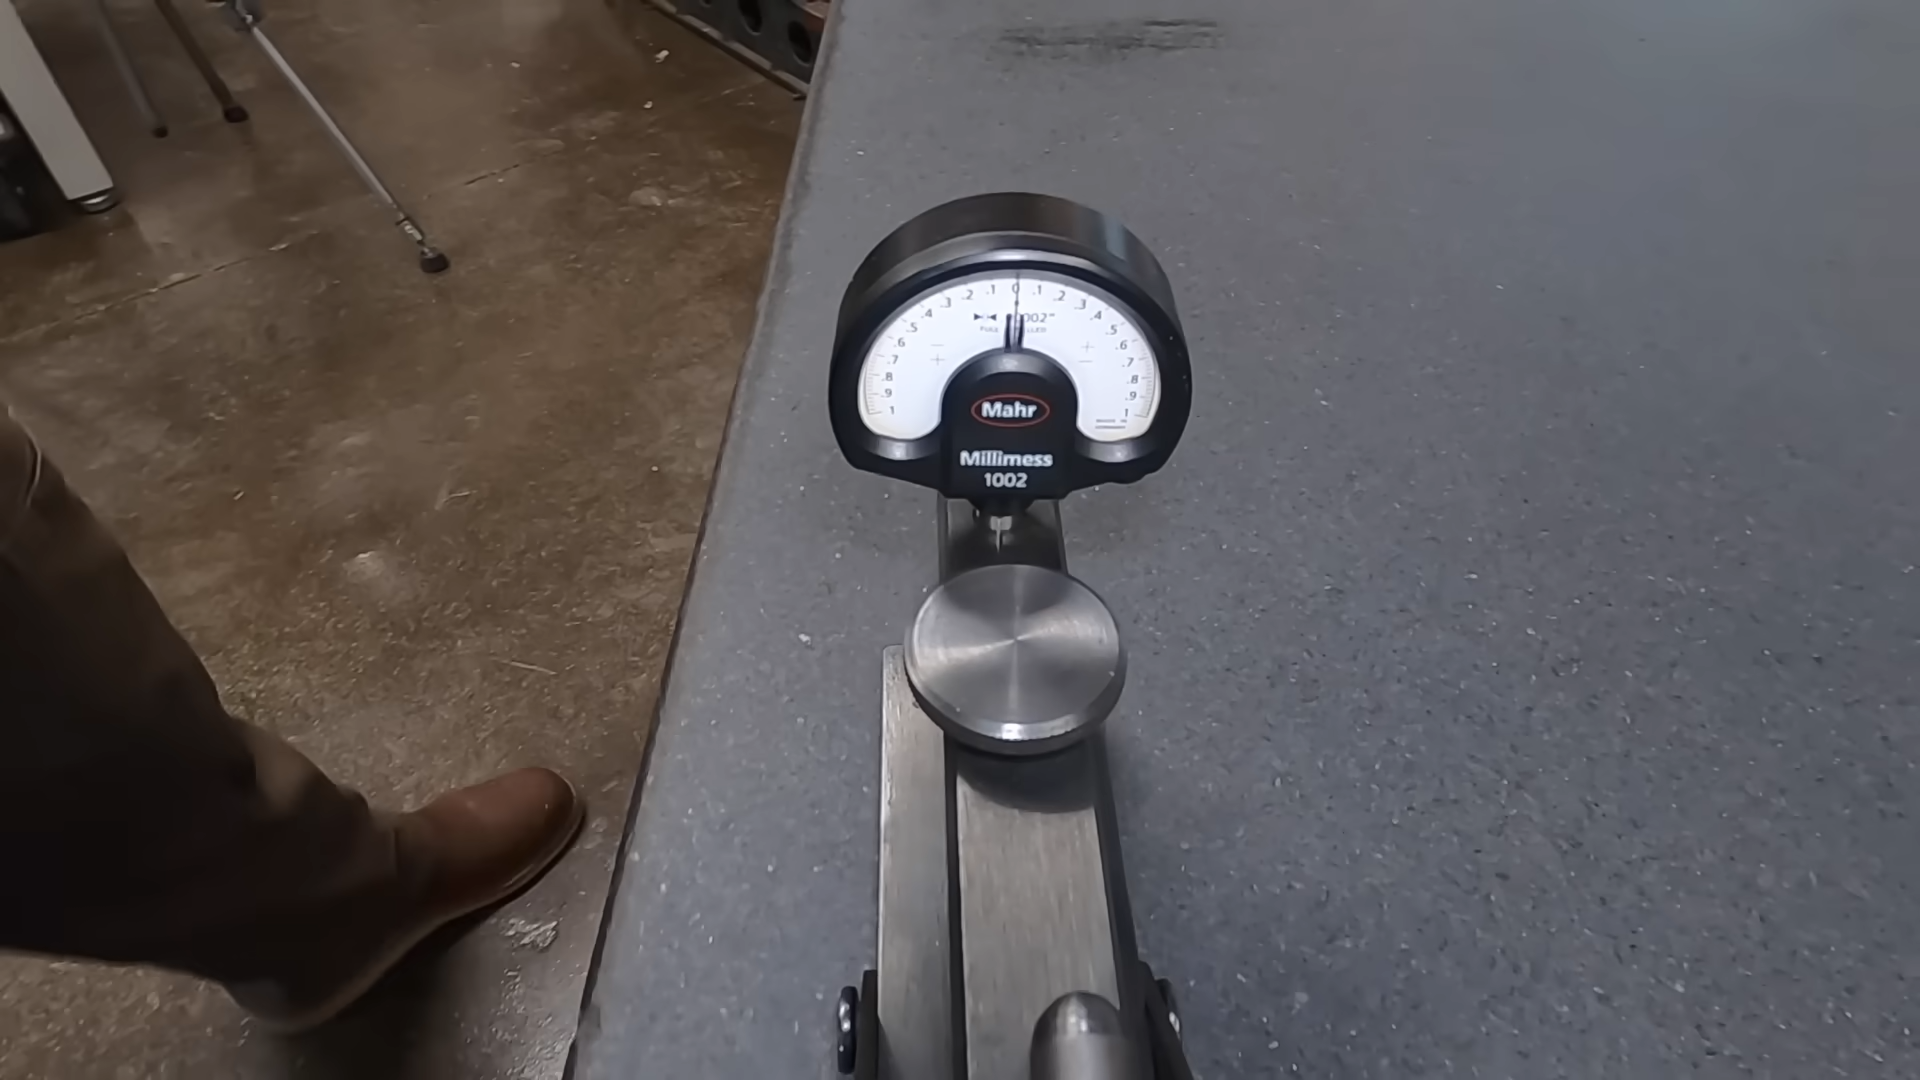 1 .9 .8 .7 .6 .5 .4 .3 .2 .1 0 .1 .2 .3 .4 .5 .6 .7 .8 .9 1
002"
− + + −
Mahr
Millimess
1002